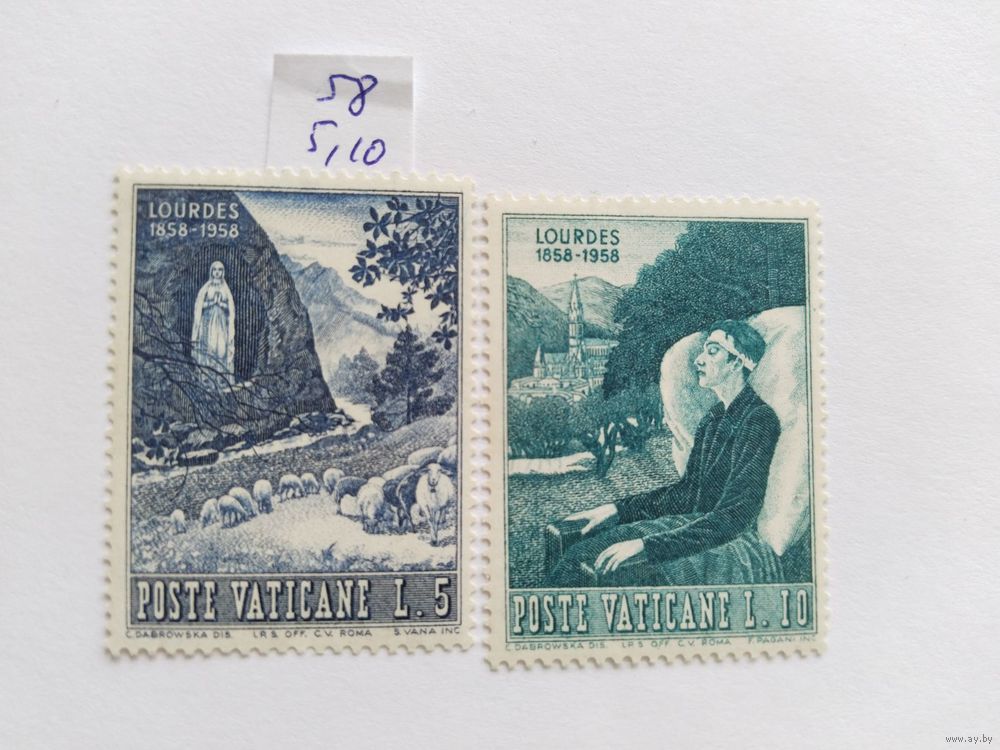 58
5,10
LOURDES
1858-1958
POSTE VATICANE L. 5
C. DABROWSKA DIS. I.P.S. OFF. C.V. ROMA S. VANA INC
LOURDES
1858-1958
POSTE VATICANE L. 10
C DABROWSKA DIS. I.P.S. OFF. C.V. ROMA F. PAGANI INC
www.ay.by